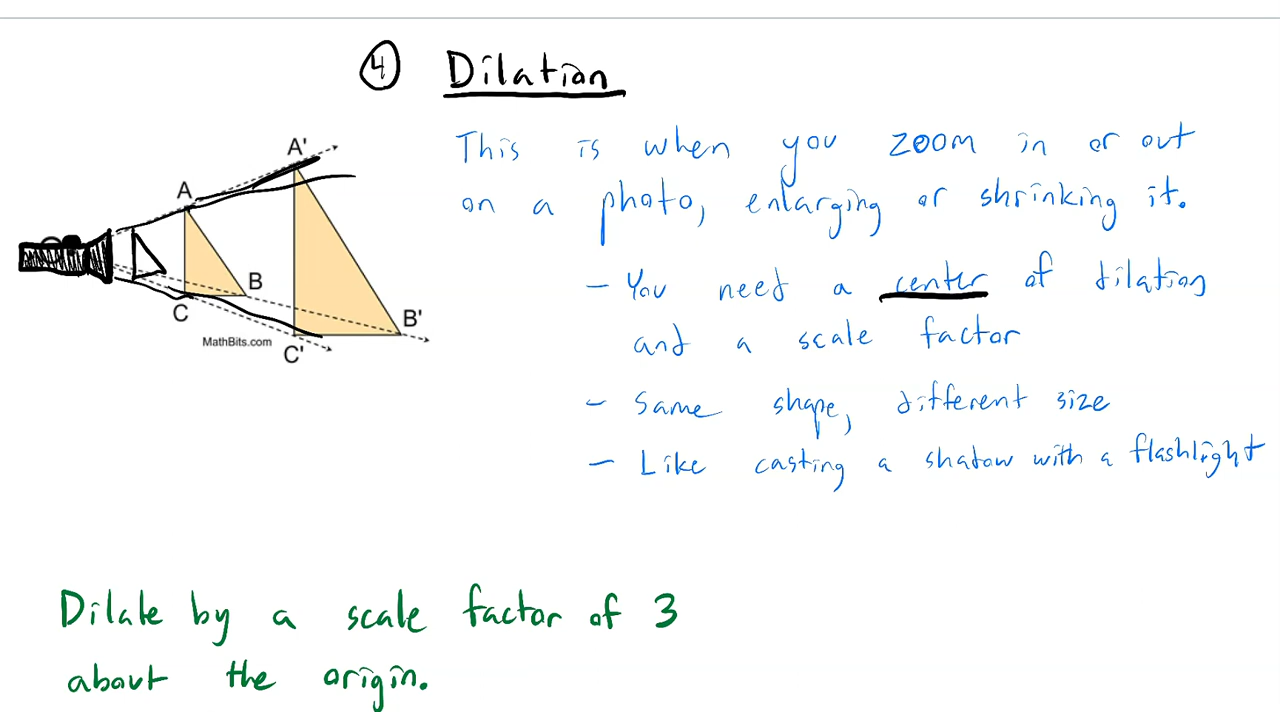 4 Dilation
This is when you zoom in or out
on a photo, enlarging or shrinking it.
- You need a center of dilation
and a scale factor
- Same shape, different size
- Like casting a shadow with a flashlight
A'
A
B
C
B'
C'
MathBits.com
Dilate by a scale factor of 3
about the origin.